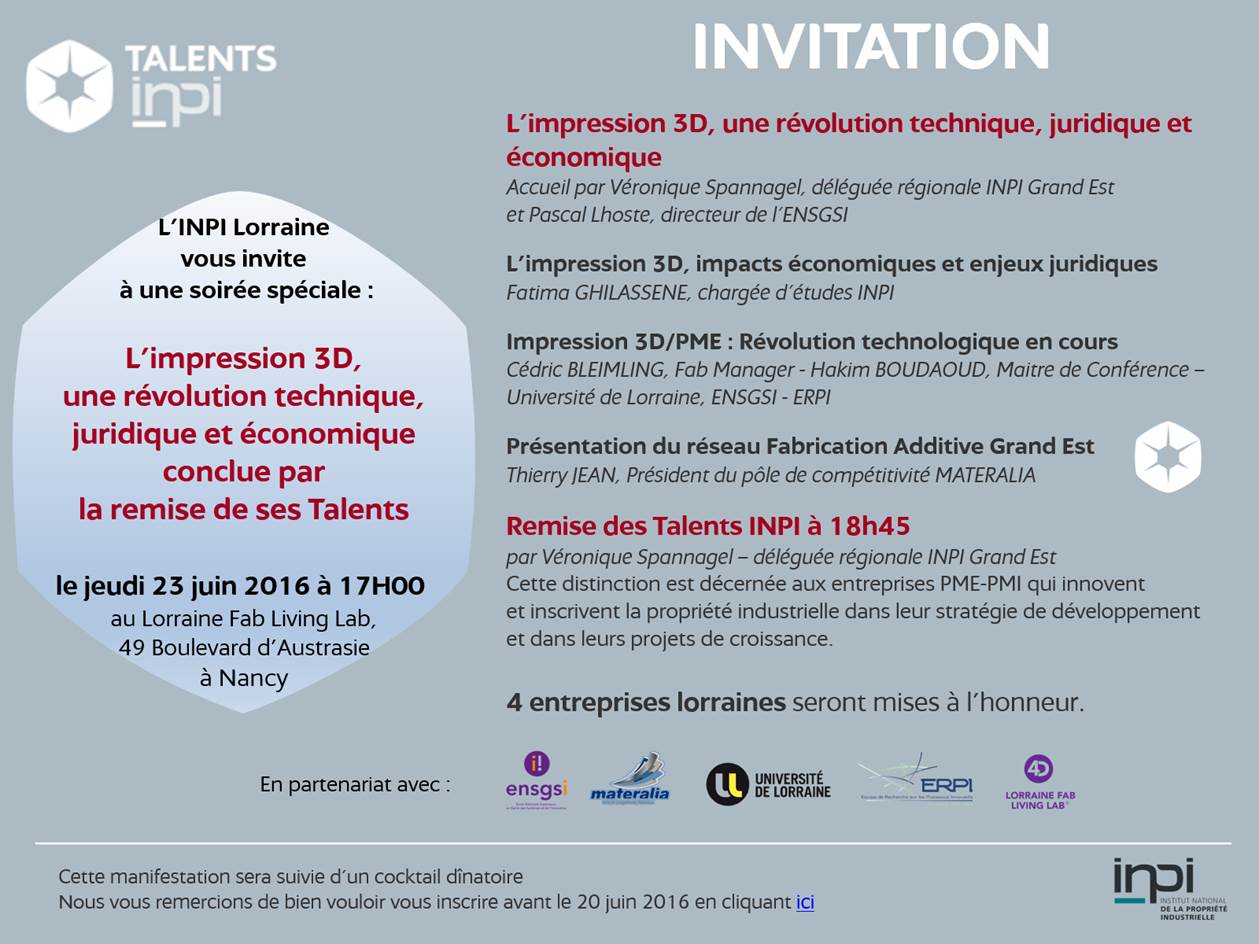 TALENTS
inpi
INVITATION
L'INPI Lorraine
vous invite
à une soirée spéciale :
L'impression 3D,
une révolution technique,
juridique et économique
conclue par
la remise de ses Talents
le jeudi 23 juin 2016 à 17H00
au Lorraine Fab Living Lab,
49 Boulevard d'Austrasie
à Nancy
L'impression 3D, une révolution technique, juridique et
économique
Accueil par Véronique Spannagel, déléguée régionale INPI Grand Est
et Pascal Lhoste, directeur de l'ENSGSI
L'impression 3D, impacts économiques et enjeux juridiques
Fatima GHILASSENE, chargée d'études INPI
Impression 3D/PME : Révolution technologique en cours
Cédric BLEIMLING, Fab Manager - Hakim BOUDAOUD, Maitre de Conférence –
Université de Lorraine, ENSGSI - ERPI
Présentation du réseau Fabrication Additive Grand Est
Thierry JEAN, Président du pôle de compétitivité MATERALIA
Remise des Talents INPI à 18h45
par Véronique Spannagel – déléguée régionale INPI Grand Est
Cette distinction est décernée aux entreprises PME-PMI qui innovent
et inscrivent la propriété industrielle dans leur stratégie de développement
et dans leurs projets de croissance.
4 entreprises lorraines seront mises à l'honneur.
En partenariat avec :
i!
ensgsi
materalia
UL
UNIVERSITÉ
DE LORRAINE
ERPI
Equipe de Recherche sur les Processus Innovatifs
4D
LORRAINE FAB
LIVING LAB®
Cette manifestation sera suivie d'un cocktail dînatoire
Nous vous remercions de bien vouloir vous inscrire avant le 20 juin 2016 en cliquant ici
inpi
INSTITUT NATIONAL
DE LA PROPRIÉTÉ
INDUSTRIELLE